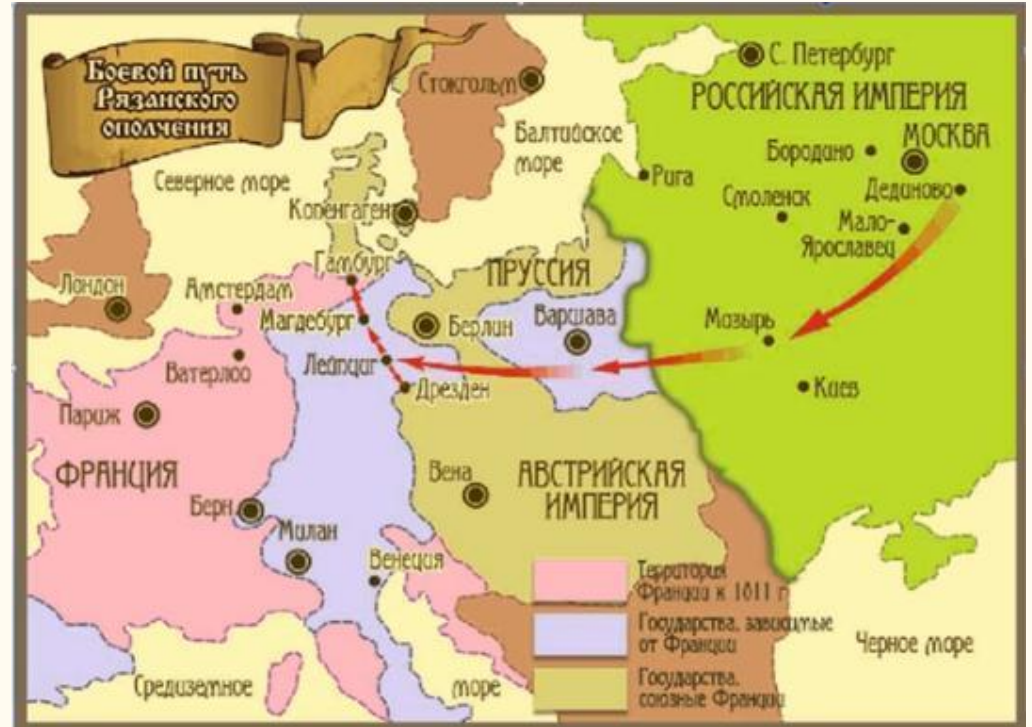 Боевой путь
Рязанского
ополчения
Стокгольм
С. Петербург
РОССИЙСКАЯ ИМПЕРИЯ
Балтийское
море
Бородино
МОСКВА
Северное море
Рига
Смоленск
Дединово
Копенгаген
Мало-
Ярославец
Гамбург
ПРУССИЯ
Лондон
Амстердам
Магдебург
Берлин
Варшава
Мозырь
Ватерлоо
Лейпциг
Дрезден
Киев
Париж
ФРАНЦИЯ
Вена
АВСТРИЙСКАЯ
ИМПЕРИЯ
Берн
Милан
Венеция
Территория
Франции к 1811 г
Государства, зависимые
от Франции
Черное море
Средиземное
море
Государства,
союзные Франции